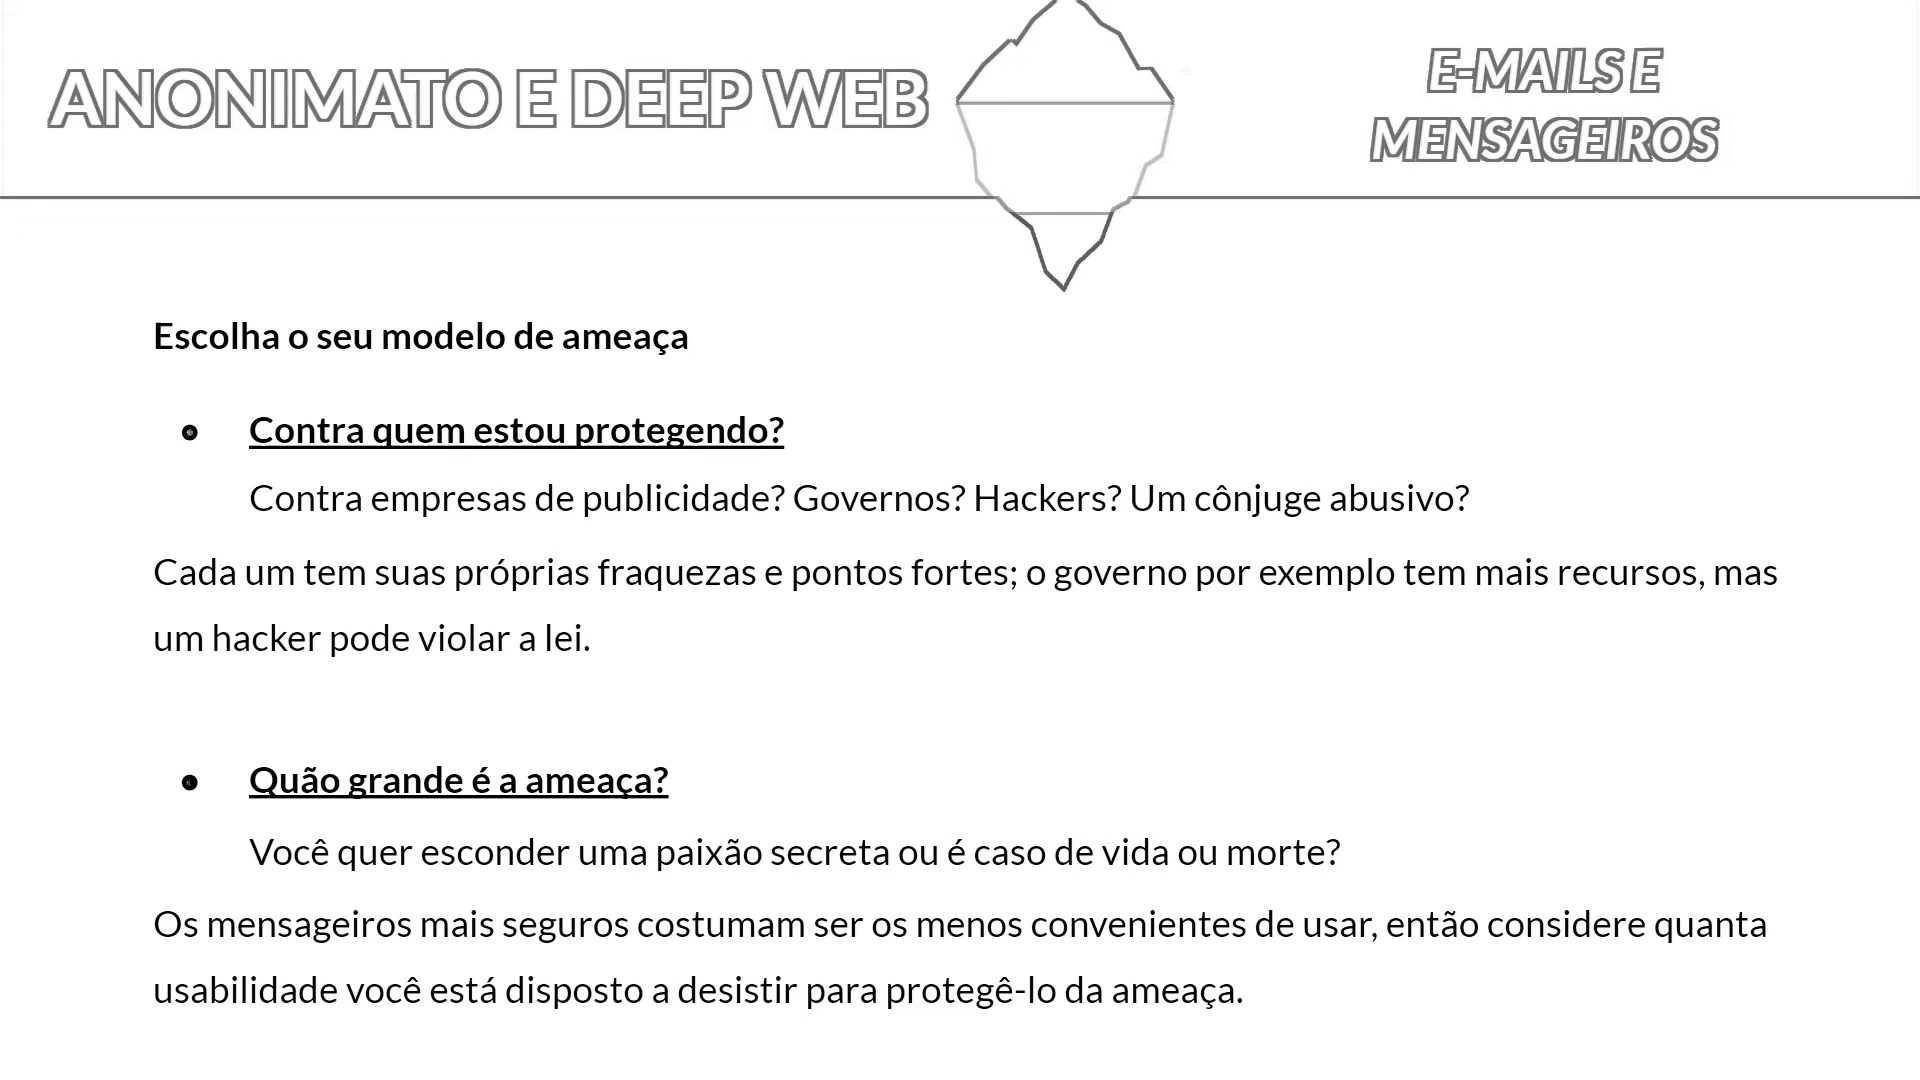 ANONIMATO E DEEP WEB
E-MAILS E
MENSAGEIROS
Escolha o seu modelo de ameaça
Contra quem estou protegendo?
Contra empresas de publicidade? Governos? Hackers? Um cônjuge abusivo?
Cada um tem suas próprias fraquezas e pontos fortes; o governo por exemplo tem mais recursos, mas
um hacker pode violar a lei.
Quão grande é a ameaça?
Você quer esconder uma paixão secreta ou é caso de vida ou morte?
Os mensageiros mais seguros costumam ser os menos convenientes de usar, então considere quanta
usabilidade você está disposto a desistir para protegê-lo da ameaça.